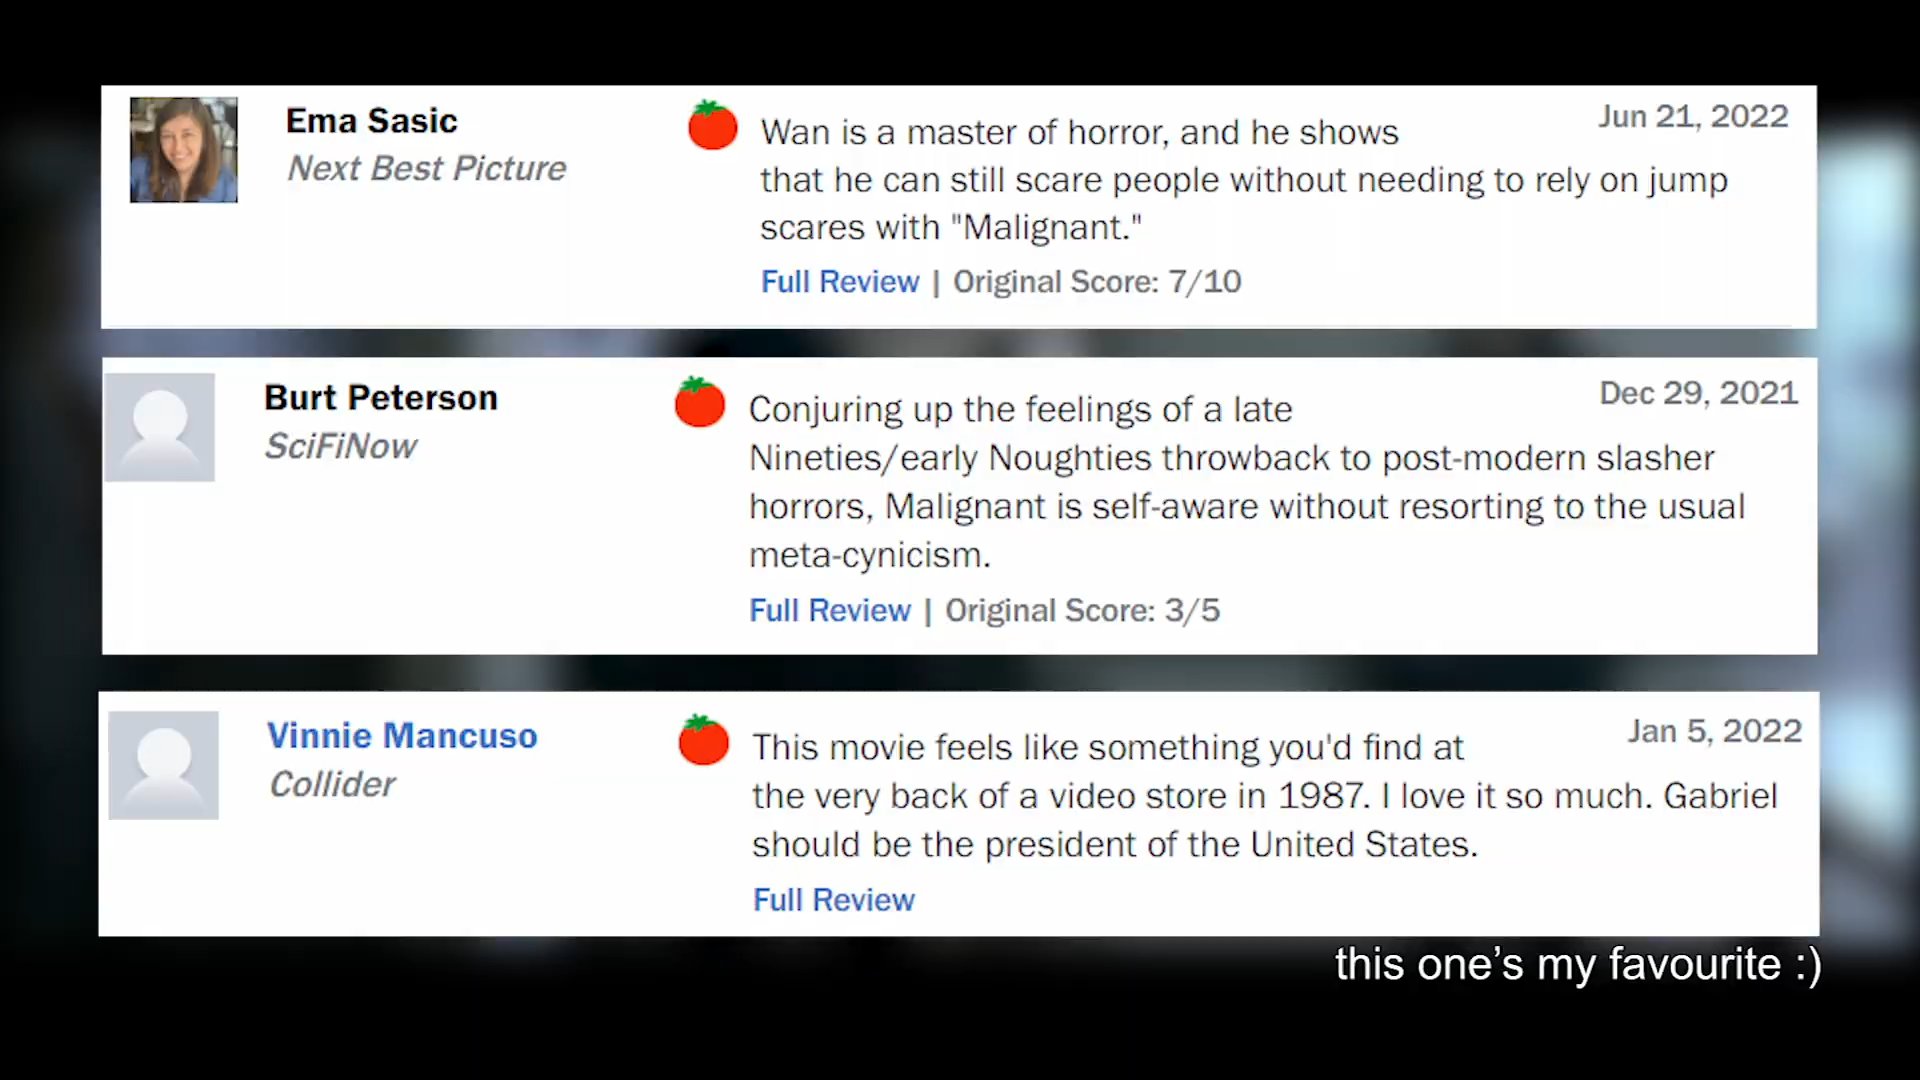 Ema Sasic
Next Best Picture
Jun 21, 2022
Wan is a master of horror, and he shows
that he can still scare people without needing to rely on jump
scares with "Malignant."
Full Review | Original Score: 7/10
Burt Peterson
SciFiNow
Dec 29, 2021
Conjuring up the feelings of a late
Nineties/early Noughties throwback to post-modern slasher
horrors, Malignant is self-aware without resorting to the usual
meta-cynicism.
Full Review | Original Score: 3/5
Vinnie Mancuso
Collider
Jan 5, 2022
This movie feels like something you'd find at
the very back of a video store in 1987. I love it so much. Gabriel
should be the president of the United States.
Full Review
this one’s my favourite :)